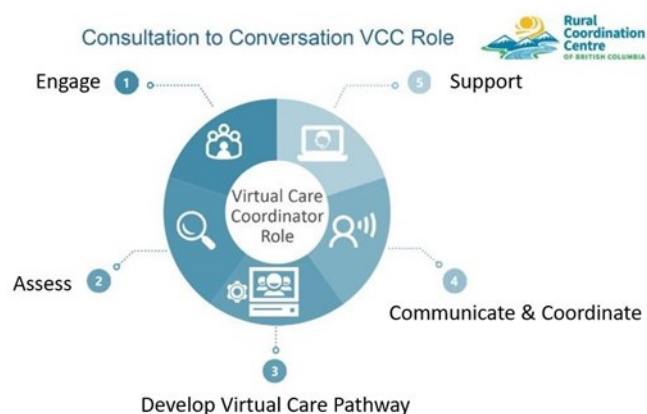 Consultation to Conversation VCC Role
Rural
Coordination
Centre
OF BRITISH COLUMBIA
Engage 1
5 Support
Virtual Care
Coordinator
Role
Assess 2
4
Communicate & Coordinate
3
Develop Virtual Care Pathway